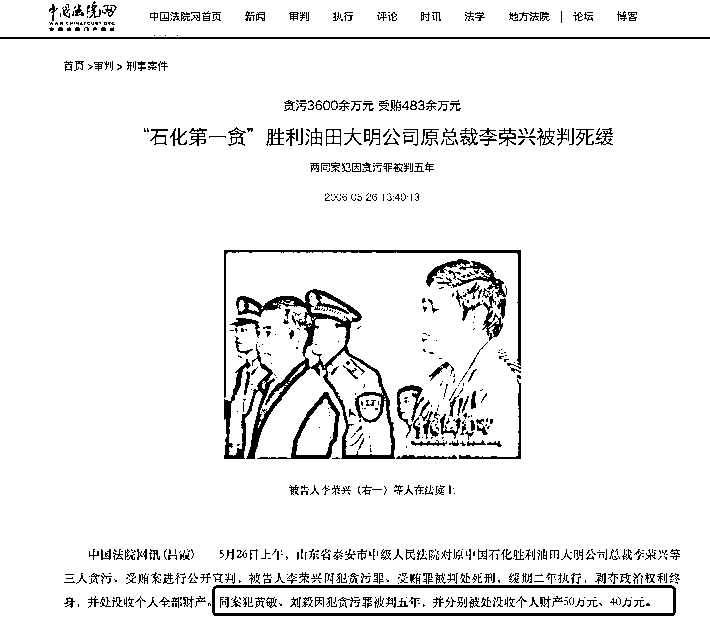 中国法院网
WWW.CHINACOURT.ORG
中国法院网首页 新闻 审判 执行 评论 时讯 法学 地方法院 | 论坛 博客
首页 >审判 > 刑事案件
贪污3600余万元 受贿483余万元
“石化第一贪”胜利油田大明公司原总裁李荣兴被判死缓
两同案犯因贪污罪被判五年
2006-05-26 13:40:13
被告人李荣兴（右一）等人在法庭上
中国法院网讯（吕霞） 5月26日上午，山东省泰安市中级人民法院对原中国石化胜利油田大明公司总裁李荣兴等
三人贪污、受贿案进行公开宣判，被告人李荣兴因犯贪污罪、受贿罪被判处死刑，缓期二年执行，剥夺政治权利终
身，并处没收个人全部财产。同案犯黄敏、刘毅因犯贪污罪被判五年，并分别被处没收个人财产50万元、40万元。